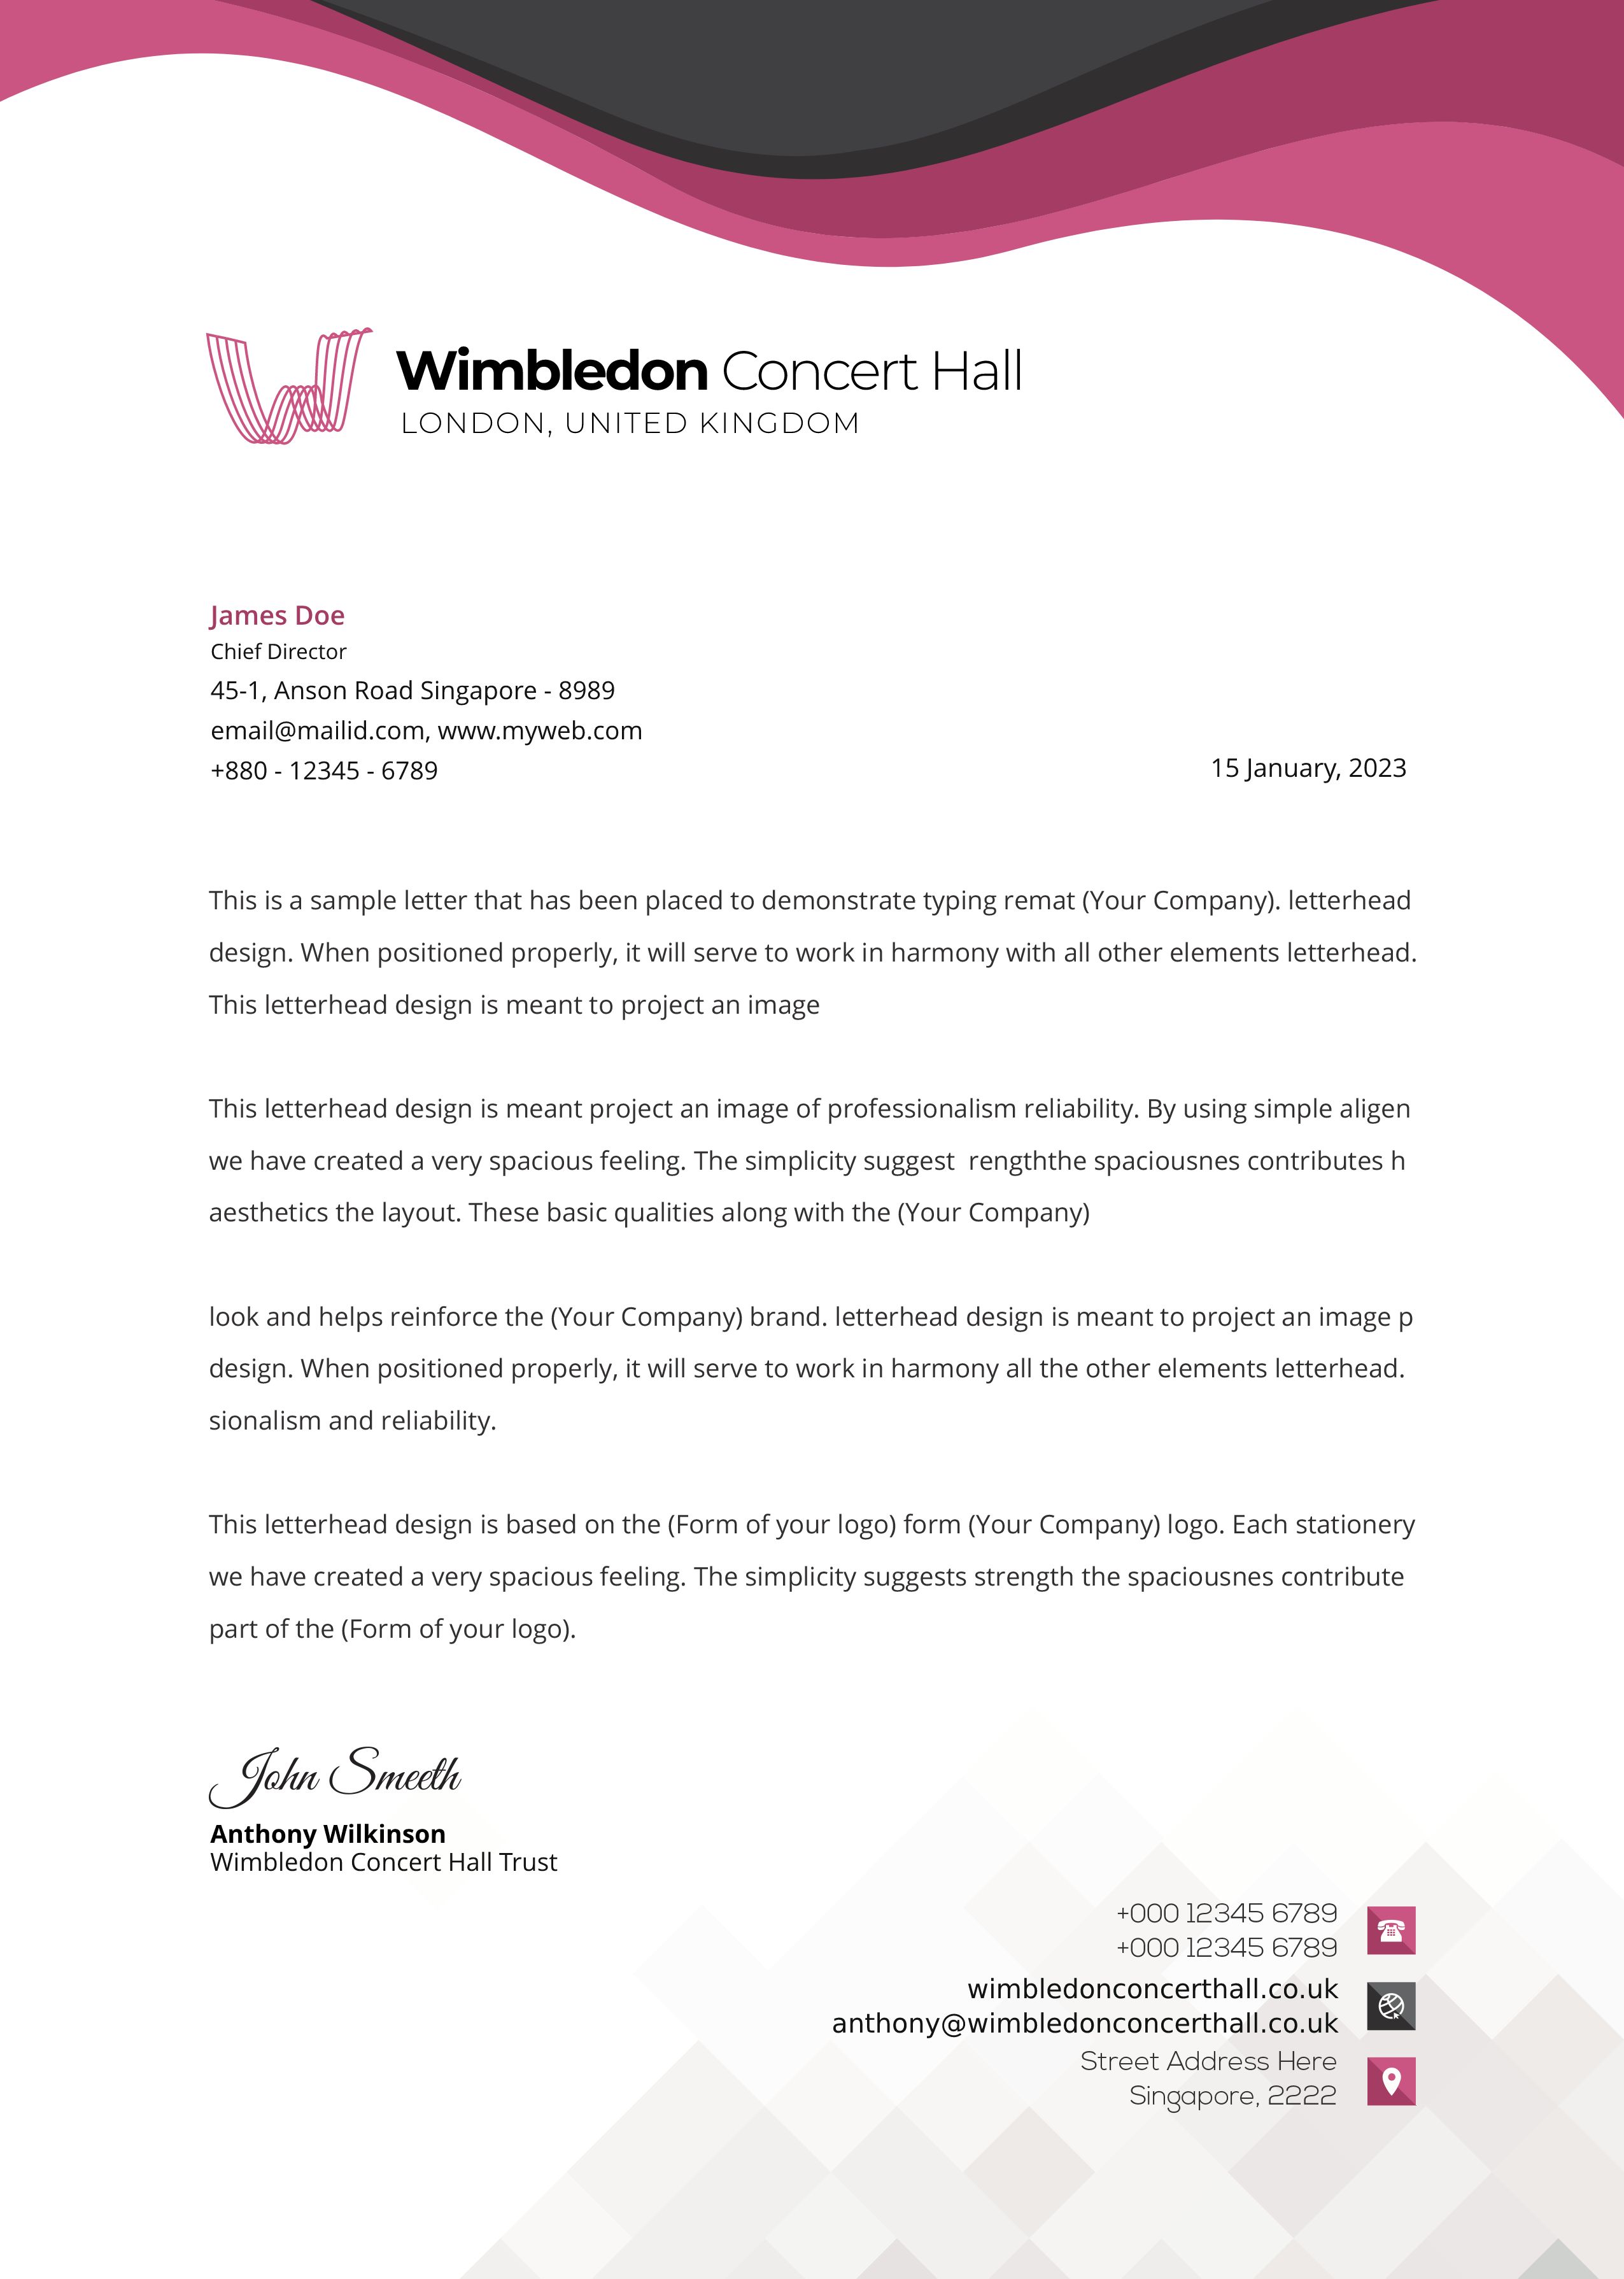 Wimbledon Concert Hall
LONDON, UNITED KINGDOM
James Doe
Chief Director
45-1, Anson Road Singapore - 8989
email@mailid.com, www.myweb.com
+880 - 12345 - 6789
15 January, 2023
This is a sample letter that has been placed to demonstrate typing remat (Your Company). letterhead
design. When positioned properly, it will serve to work in harmony with all other elements letterhead.
This letterhead design is meant to project an image
This letterhead design is meant project an image of professionalism reliability. By using simple aligen
we have created a very spacious feeling. The simplicity suggest  rengththe spaciousnes contributes h
aesthetics the layout. These basic qualities along with the (Your Company)
look and helps reinforce the (Your Company) brand. letterhead design is meant to project an image p
design. When positioned properly, it will serve to work in harmony all the other elements letterhead.
sionalism and reliability.
This letterhead design is based on the (Form of your logo) form (Your Company) logo. Each stationery
we have created a very spacious feeling. The simplicity suggests strength the spaciousnes contribute
part of the (Form of your logo).
John Smeeth
Anthony Wilkinson
Wimbledon Concert Hall Trust
+000 12345 6789
+000 12345 6789
wimbledonconcerthall.co.uk
anthony@wimbledonconcerthall.co.uk
Street Address Here
Singapore, 2222